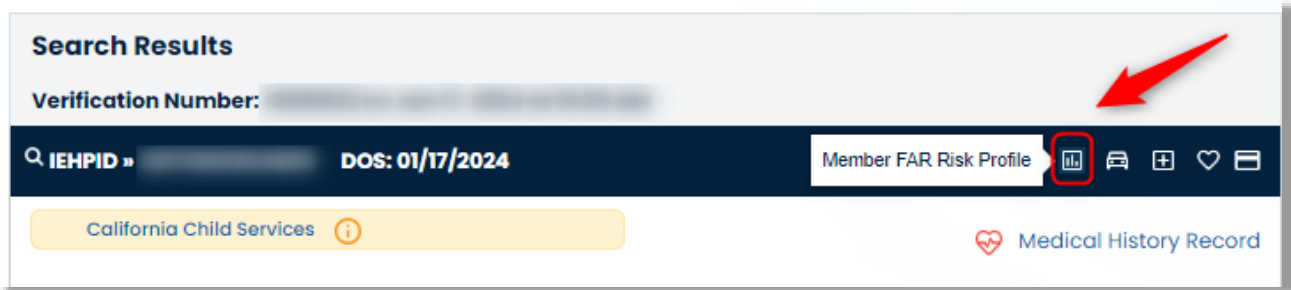 Search Results
Verification Number:
IEHPID » DOS: 01/17/2024 Member FAR Risk Profile
California Child Services
Medical History Record